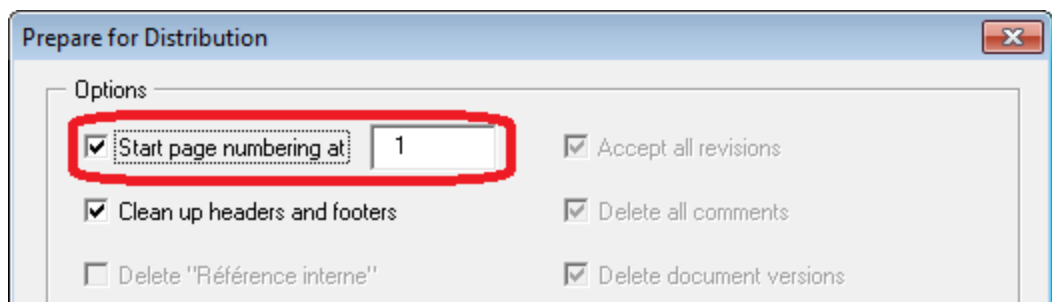 Prepare for Distribution
Options
Start page numbering at 1
Accept all revisions
Clean up headers and footers
Delete all comments
Delete "Référence interne"
Delete document versions